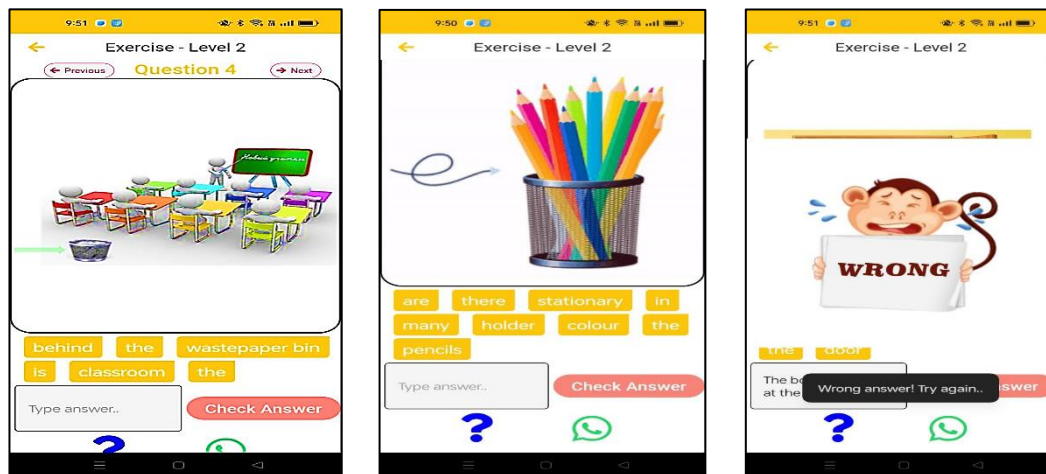 9:51
Exercise - Level 2
← Previous
Question 4
→ Next
behind the wastepaper bin
is classroom the
Type answer..
Check Answer
?
9:50
Exercise - Level 2
are there stationary in
many holder colour the
pencils
Type answer..
Check Answer
?
9:51
Exercise - Level 2
WRONG
the door
The bo
at the
Wrong answer! Try again..
swer
?